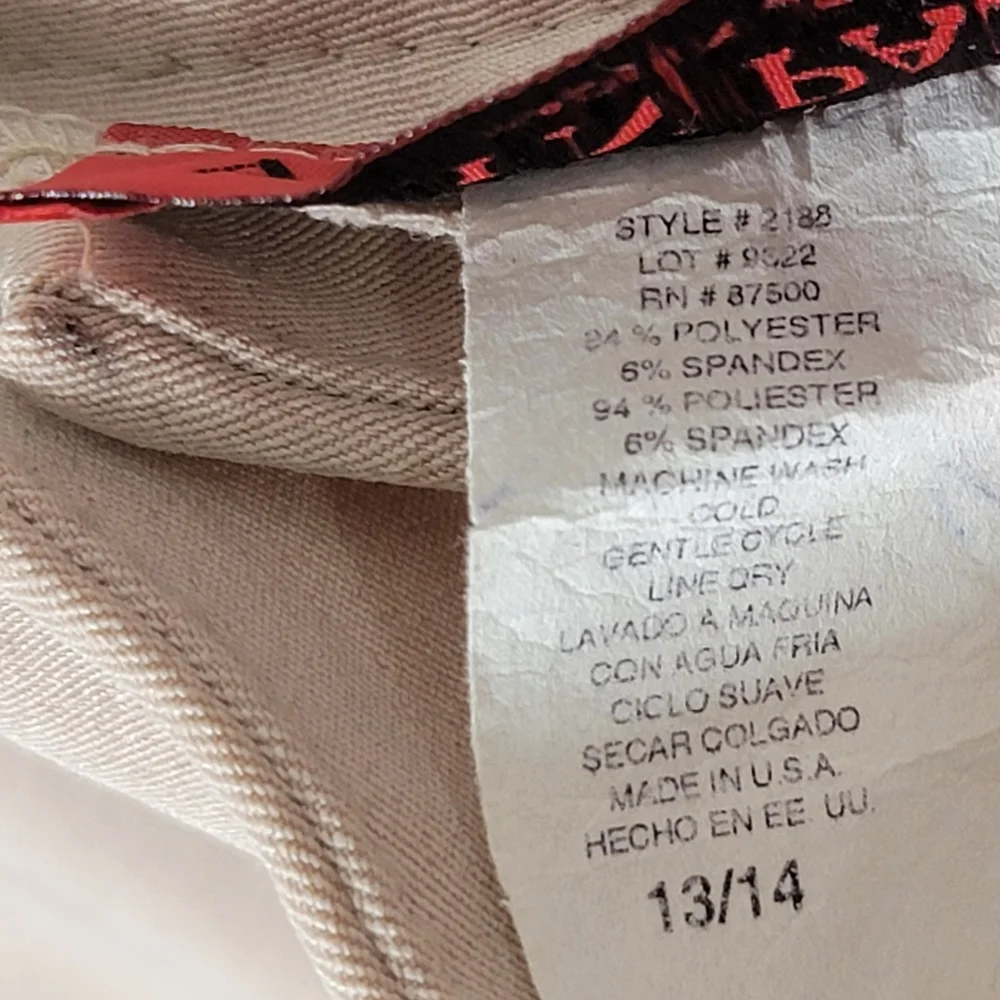 STYLE # 2188
LOT #
RN # 87500
94 % POLYESTER
6% SPANDEX
94 % POLIESTER
6% SPANDEX
MACHINE WASH
COLD
GENTLE CYCLE
LINE DRY
LAVADO A MAQUINA
CON AGUA FRIA
CICLO SUAVE
SECAR COLGADO
MADE IN U.S.A.
HECHO EN EE. UU.
13/14